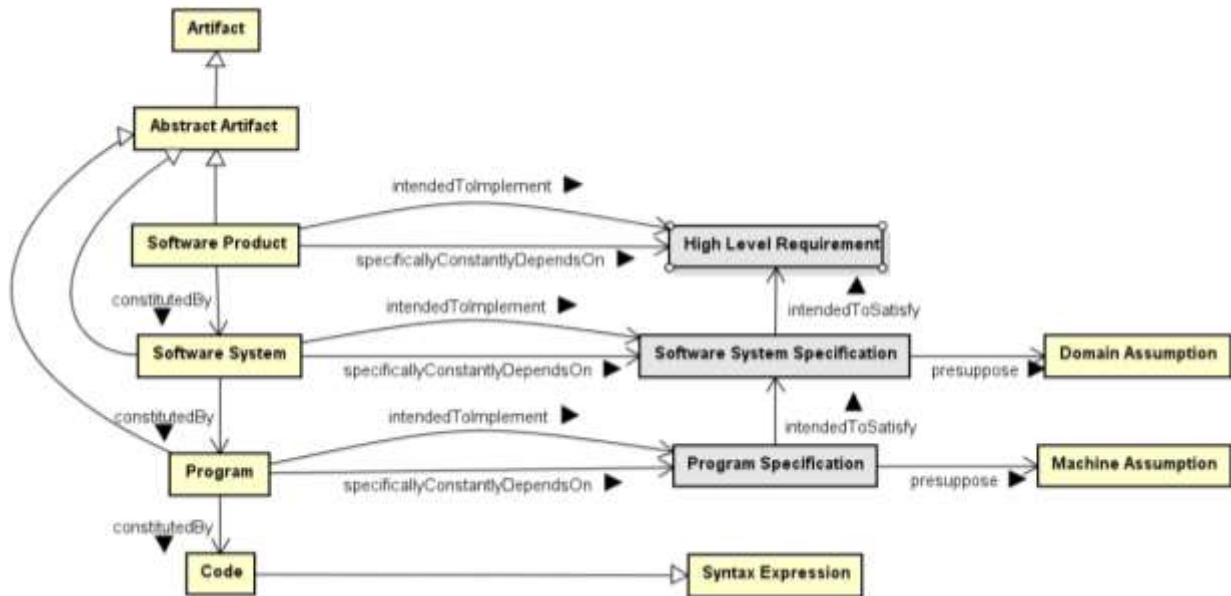 Artifact
Abstract Artifact
intendedToImplement
Software Product
High Level Requirement
specificallyConstantlyDependsOn
constitutedBy
intendedToImplement
intendedToSatisfy
Software System
Software System Specification
Domain Assumption
specificallyConstantlyDependsOn
presuppose
constitutedBy
intendedToImplement
intendedToSatisfy
Program
Program Specification
Machine Assumption
specificallyConstantlyDependsOn
presuppose
constitutedBy
Code
Syntax Expression